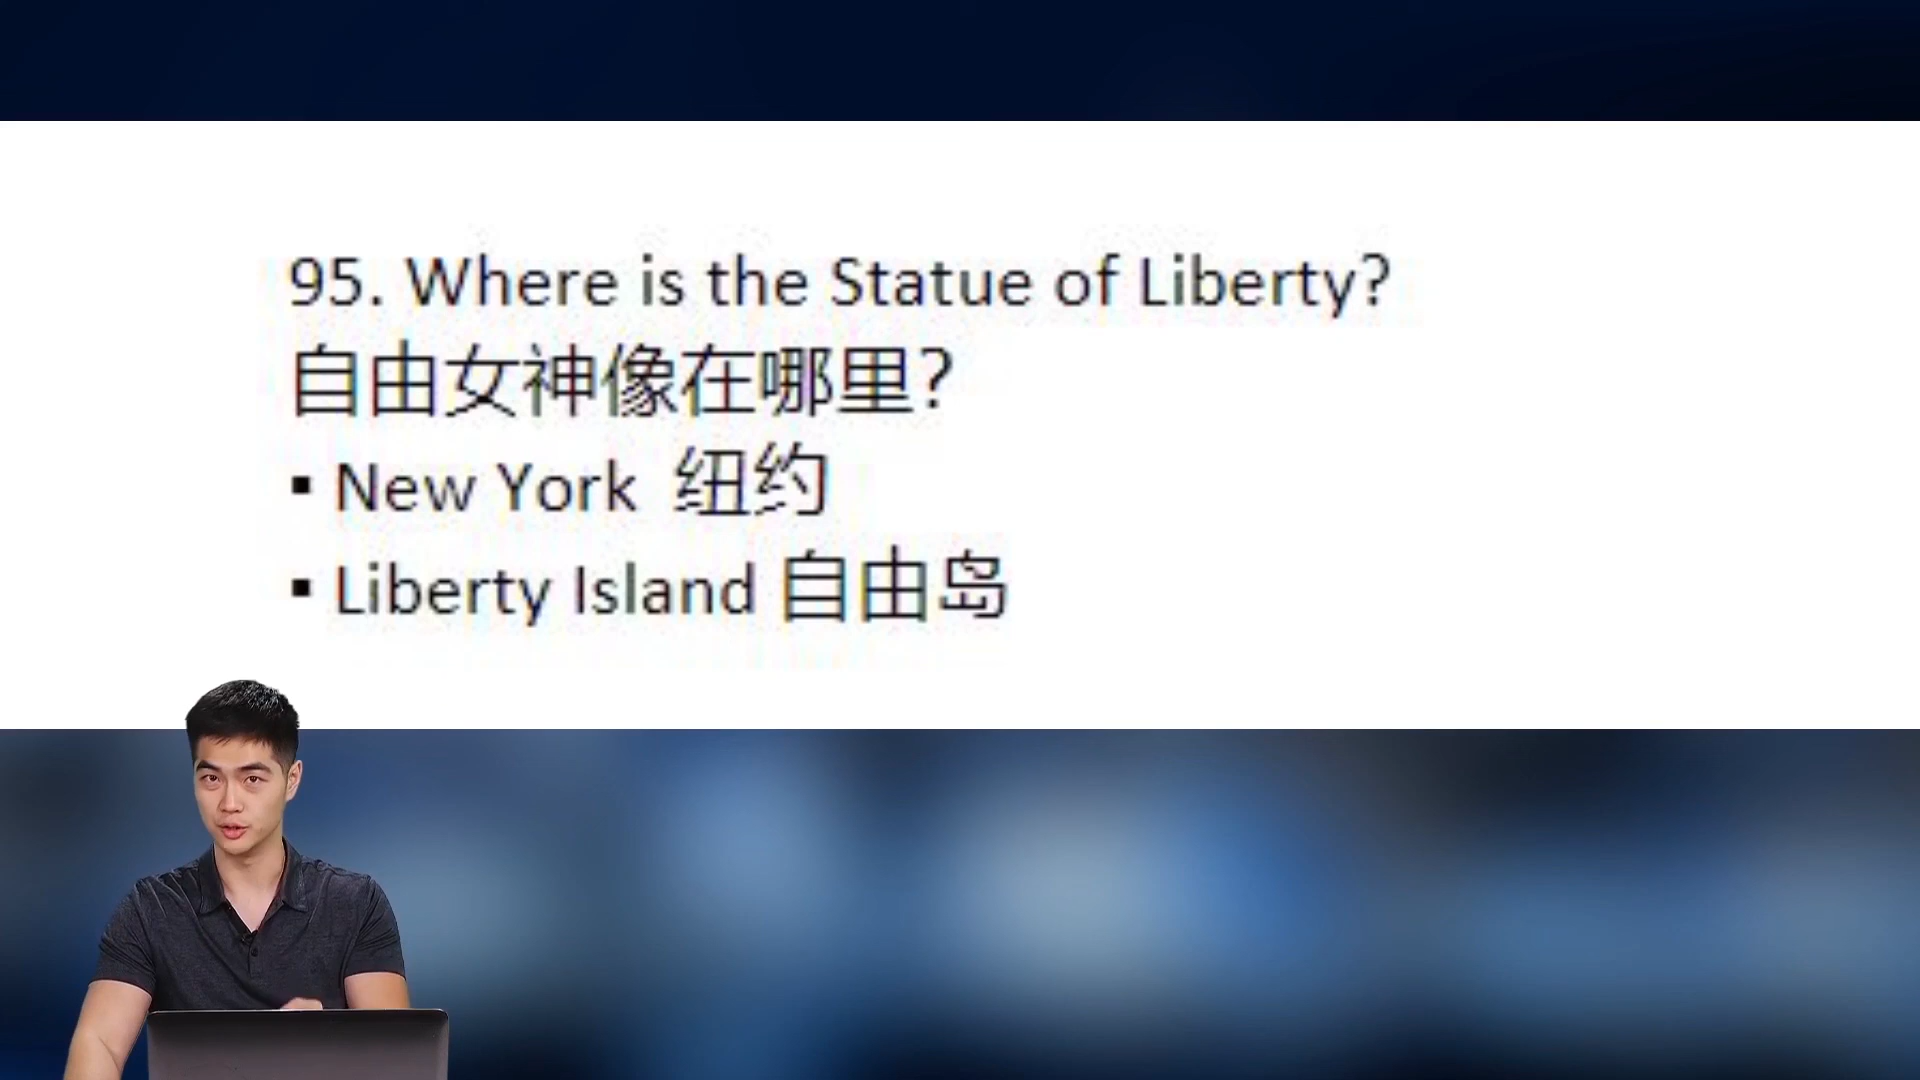 95. Where is the Statue of Liberty?
自由女神像在哪里?
▪ New York 纽约
▪ Liberty Island 自由岛